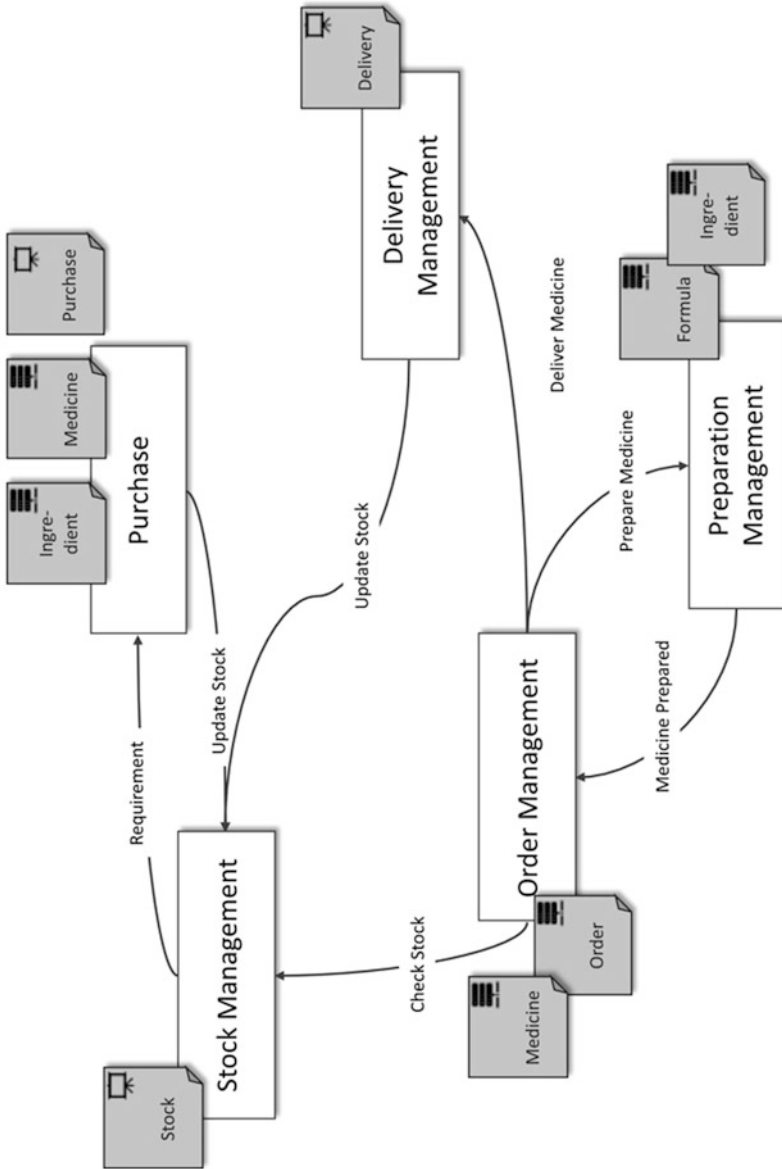 Ingre-
dient
Medicine
Purchase
Purchase
Requirement
Stock
Update Stock
Stock Management
Update Stock
Delivery
Delivery
Management
Check Stock
Medicine
Order Management
Deliver Medicine
Order
Prepare Medicine
Medicine Prepared
Formula
Ingre-
dient
Preparation
Management